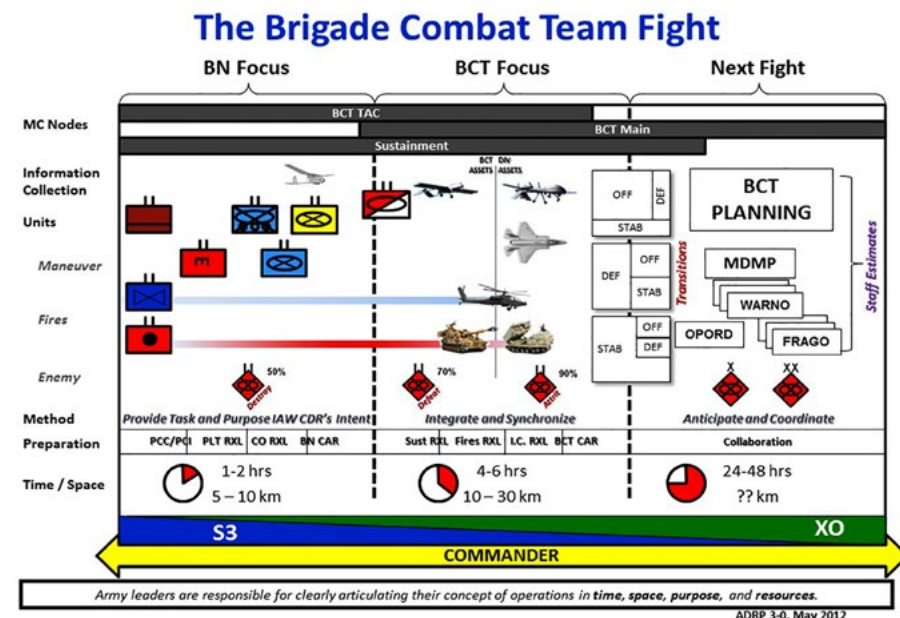 The Brigade Combat Team Fight
BN Focus
BCT Focus
Next Fight
MC Nodes
BCT TAC
BCT Main
Sustainment
Information
Collection
BCT
ASSETS
DIV
ASSETS
Units
Maneuver
E
Fires
Enemy
50%
Destroy
70%
Defeat
90%
Attrit
OFF
DEF
STAB
DEF
OFF
STAB
STAB
OFF
DEF
Transitions
BCT
PLANNING
MDMP
WARNO
OPORD
FRAGO
Staff Estimates
X
XX
Method
Provide Task and Purpose IAW CDR's Intent
Integrate and Synchronize
Anticipate and Coordinate
Preparation
PCC/PCI
PLT RXL
CO RXL
BN CAR
Sust RXL
Fires RXL
I.C. RXL
BCT CAR
Collaboration
Time / Space
1-2 hrs
5 – 10 km
4-6 hrs
10 – 30 km
24-48 hrs
?? km
S3
XO
COMMANDER
Army leaders are responsible for clearly articulating their concept of operations in time, space, purpose, and resources.
ADRP 3-0, May 2012